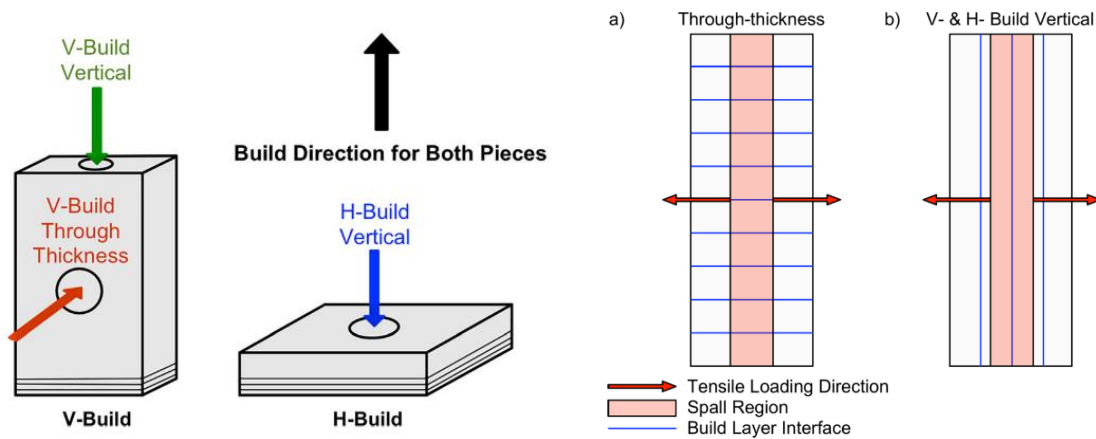 V-Build
Vertical
Build Direction for Both Pieces
V-Build
Through
Thickness
H-Build
Vertical
V-Build
H-Build
a)
Through-thickness
b)
V- & H- Build Vertical
Tensile Loading Direction
Spall Region
Build Layer Interface